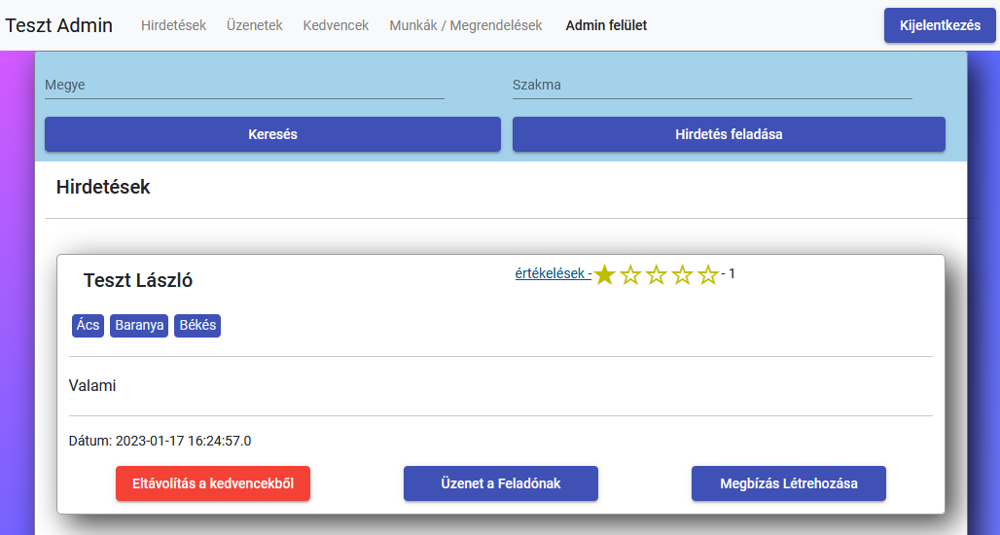 Teszt Admin Hirdetések Üzenetek Kedvencek Munkák / Megrendelések Admin felület Kijelentkezés
Megye Szakma
Keresés Hirdetés feladása
Hirdetések
Teszt László értékelések - - 1
Ács Baranya Békés
Valami
Dátum: 2023-01-17 16:24:57.0
Eltávolítás a kedvencekből Üzenet a Feladónak Megbízás Létrehozása